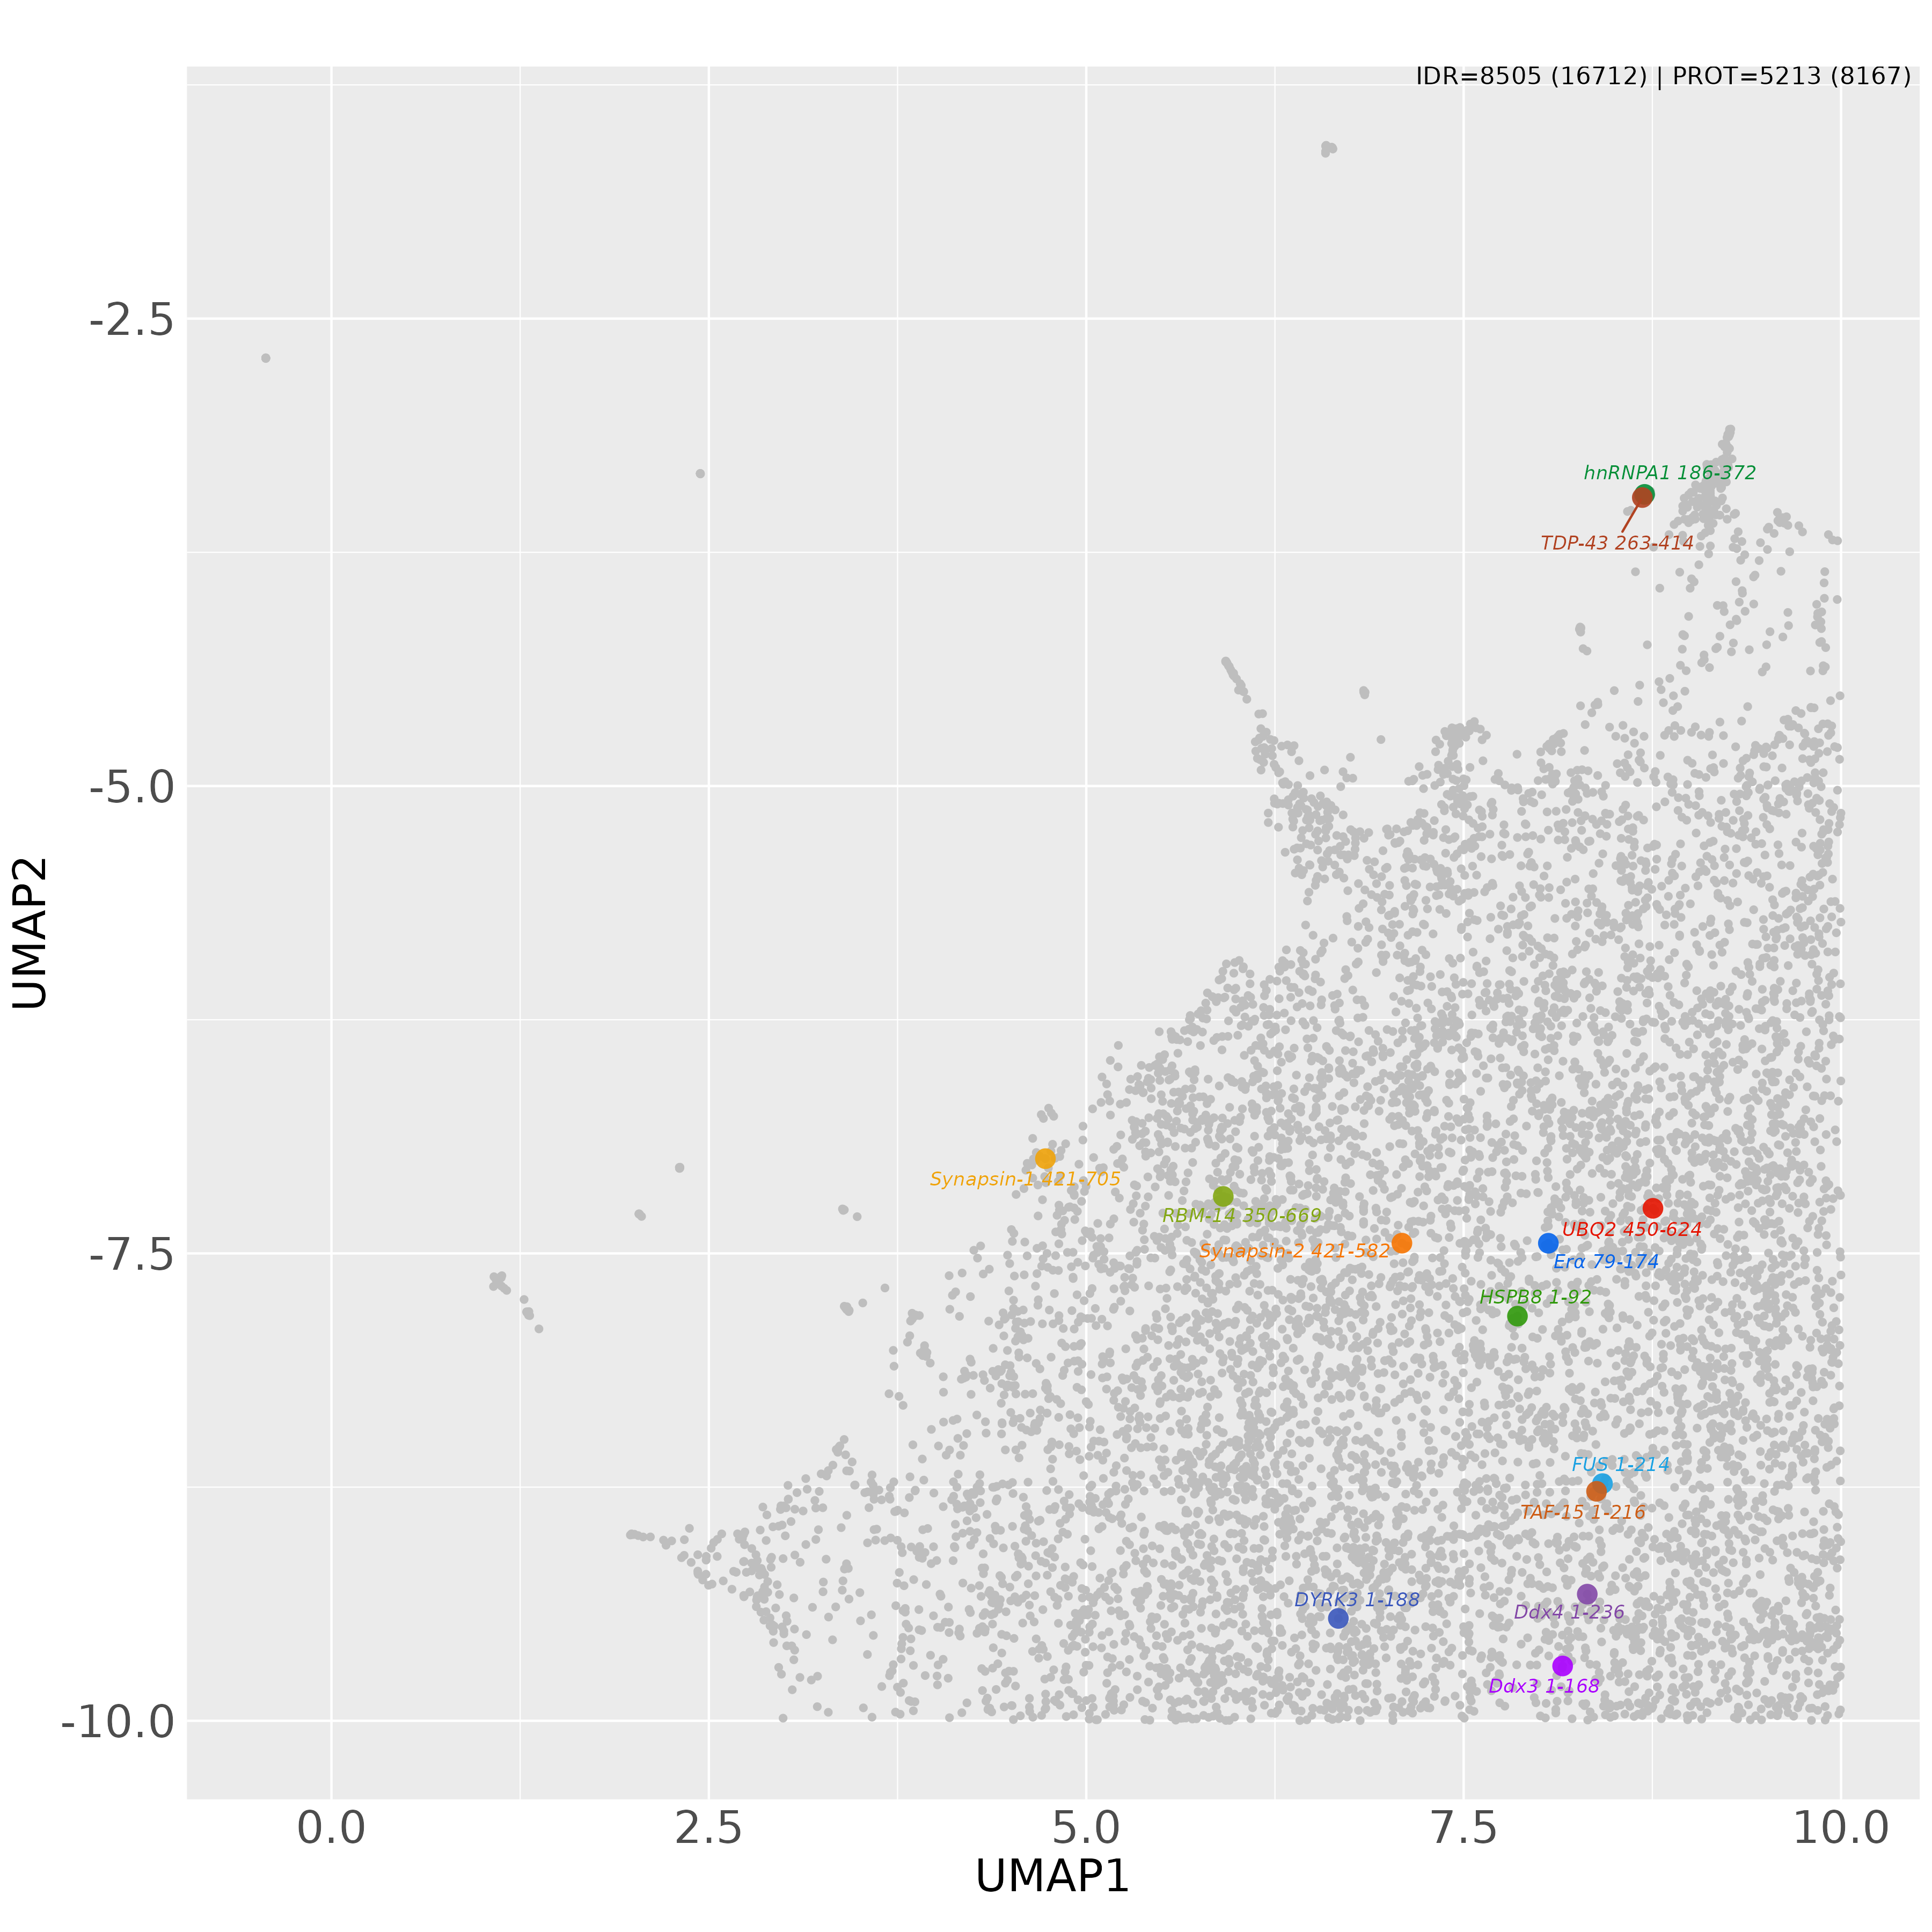 IDR=8505 (16712) | PROT=5213 (8167)
-2.5
hnRNPA1 186-372
TDP-43 263-414
-5.0
UMAP2
Synapsin-1 421-705
RBM-14 350-669
UBQ2 450-624
Synapsin-2 421-582
-7.5
Erα 79-174
HSPB8 1-92
FUS 1-214
TAF-15 1-216
DYRK3 1-188
Ddx4 1-236
Ddx3 1-168
-10.0
0.0 2.5 5.0 7.5 10.0
UMAP1